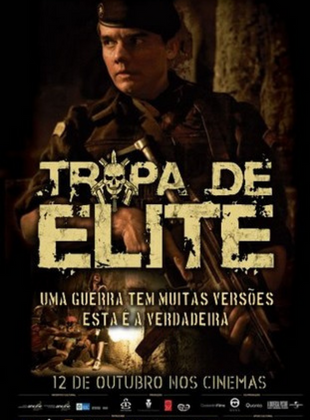 TROPA DE
ELITE
UMA GUERRA TEM MUITAS VERSÕES
ESTA É A VERDADEIRA
12 DE OUTUBRO NOS CINEMAS